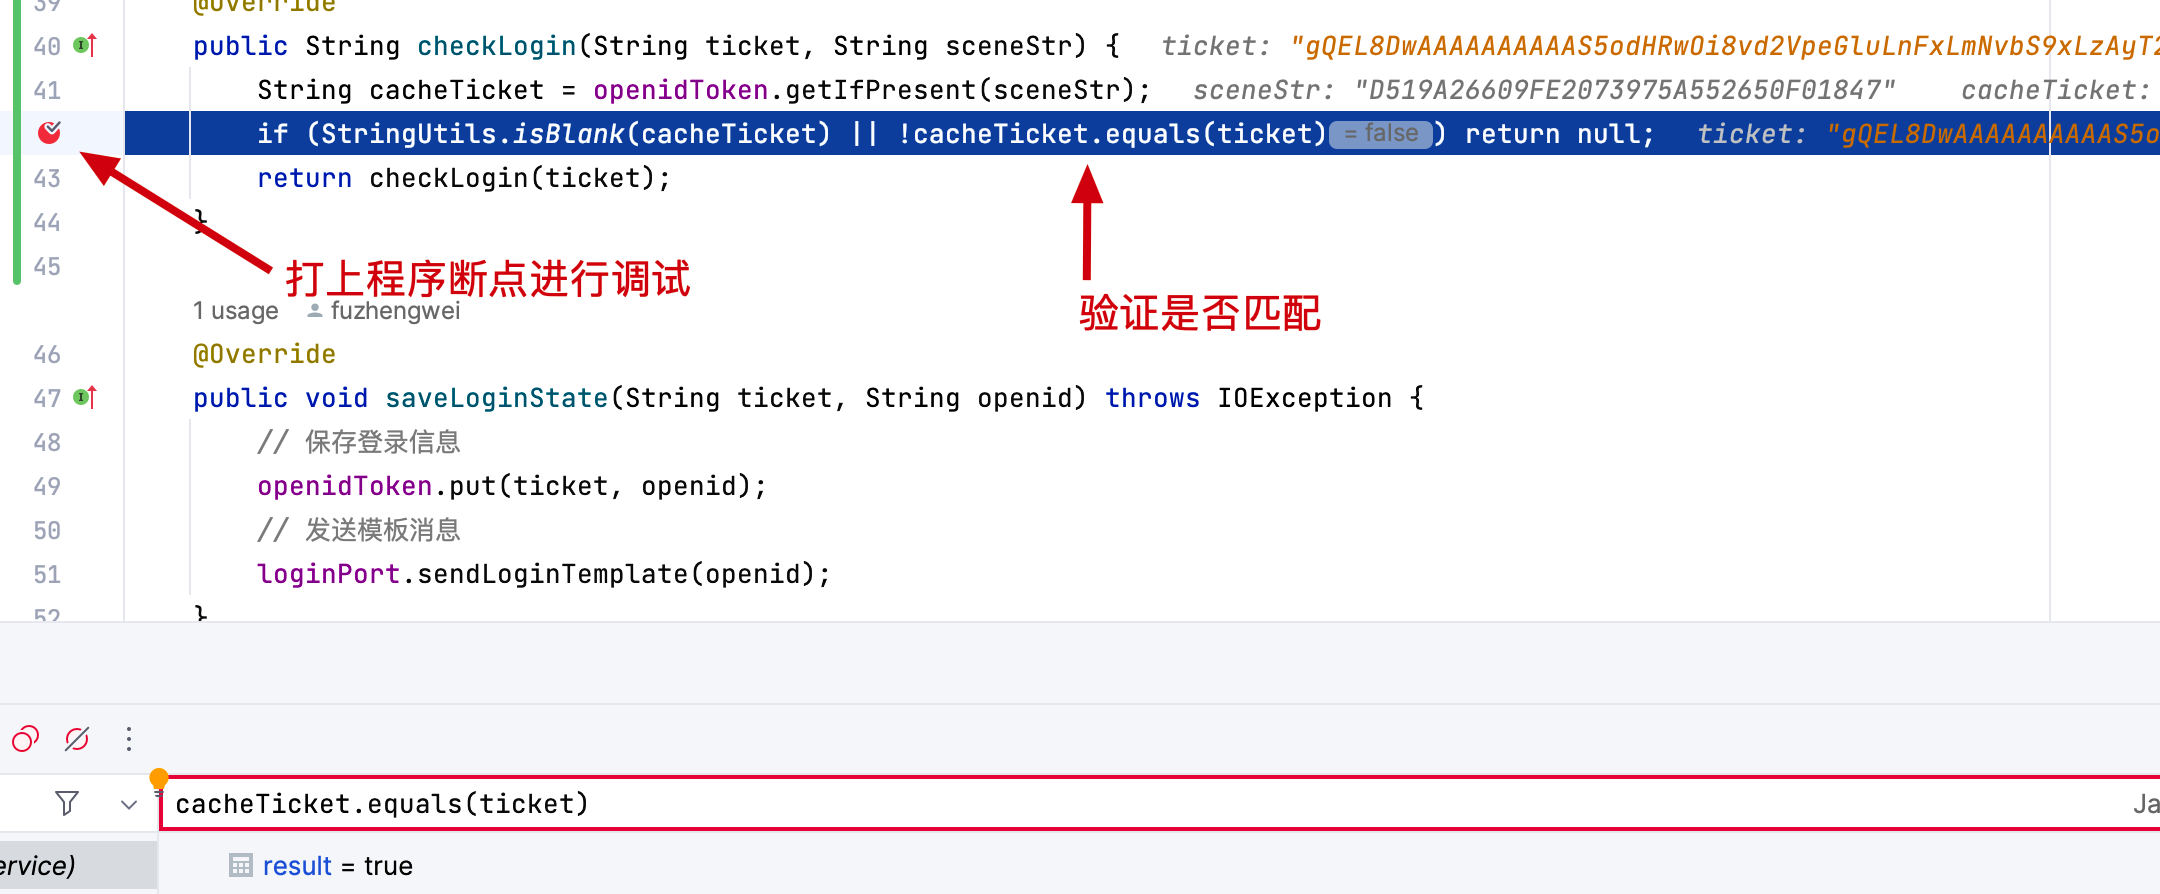 39 @Override
40 public String checkLogin(String ticket, String sceneStr) { ticket: "gQEL8DwAAAAAAAAAAS5odHRwOi8vd2VpeGluLnFxLmNvbS9xLzAyT2
41 String cacheTicket = openidToken.getIfPresent(sceneStr); sceneStr: "D519A26609FE2073975A552650F01847" cacheTicket:
if (StringUtils.isBlank(cacheTicket) || !cacheTicket.equals(ticket) = false ) return null; ticket: "gQEL8DwAAAAAAAAAAS5o
43 return checkLogin(ticket);
44 }
45
打上程序断点进行调试
验证是否匹配
1 usage fuzhengwei
46 @Override
47 public void saveLoginState(String ticket, String openid) throws IOException {
48 // 保存登录信息
49 openidToken.put(ticket, openid);
50 // 发送模板消息
51 loginPort.sendLoginTemplate(openid);
52 }
cacheTicket.equals(ticket) Ja
ervice) result = true